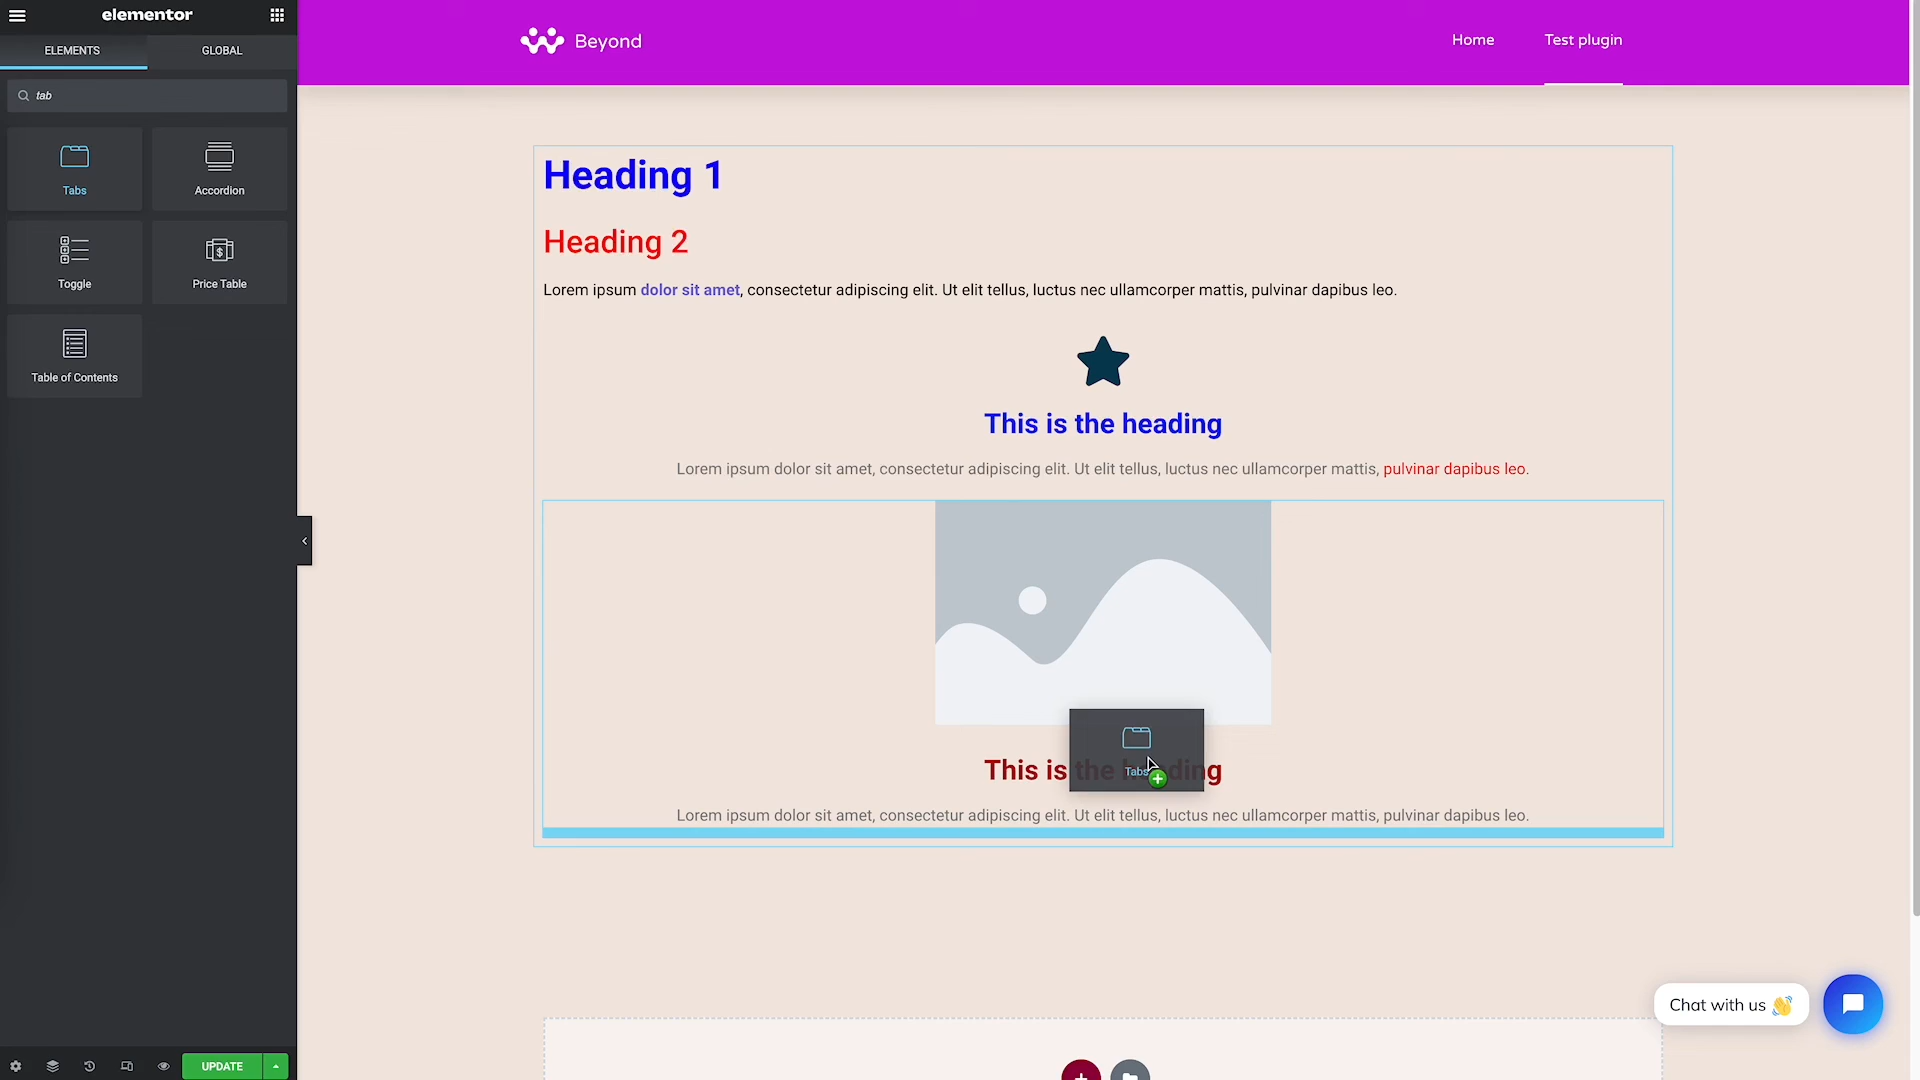 elementor
ELEMENTS
GLOBAL
tab
Tabs
Accordion
Toggle
Price Table
Table of Contents
UPDATE
Beyond
Home
Test plugin
Heading 1
Heading 2
Lorem ipsum dolor sit amet, consectetur adipiscing elit. Ut elit tellus, luctus nec ullamcorper mattis, pulvinar dapibus leo.
This is the heading
Lorem ipsum dolor sit amet, consectetur adipiscing elit. Ut elit tellus, luctus nec ullamcorper mattis, pulvinar dapibus leo.
Tabs
This is the heading
Lorem ipsum dolor sit amet, consectetur adipiscing elit. Ut elit tellus, luctus nec ullamcorper mattis, pulvinar dapibus leo.
Chat with us 👋